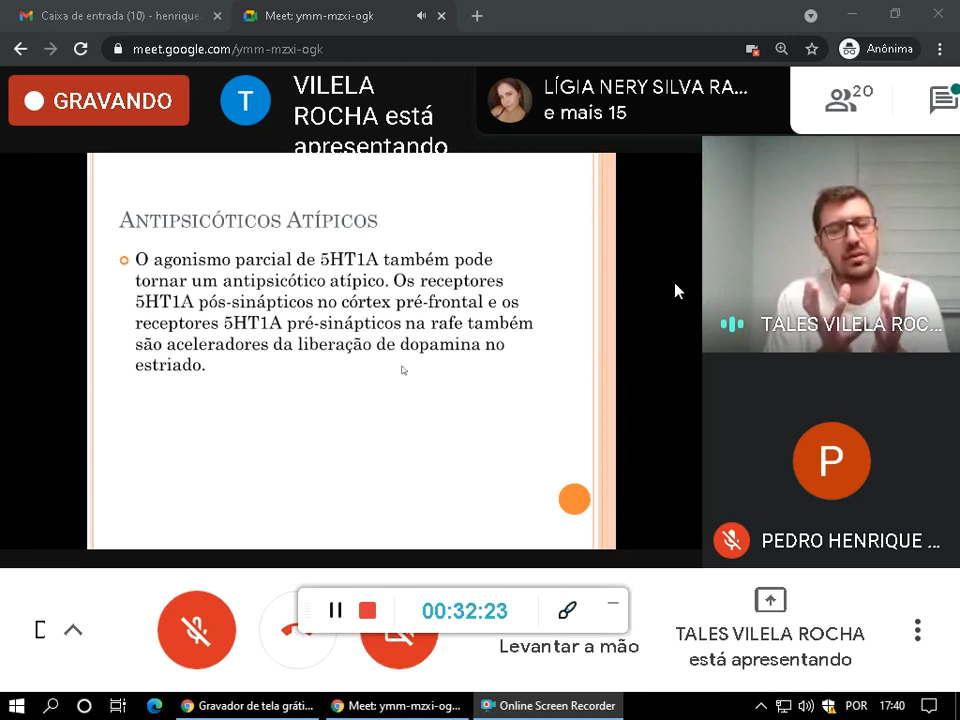 Caixa de entrada (10) - henrique.
Meet: ymm-mzxi-ogk
meet.google.com/ymm-mzxi-ogk
Anônima
GRAVANDO
T
VILELA
ROCHA está
apresentando
LÍGIA NERY SILVA RA...
e mais 15
20
ANTIPSICÓTICOS ATÍPICOS
O agonismo parcial de 5HT1A também pode
tornar um antipsicótico atípico. Os receptores
5HT1A pós-sinápticos no córtex pré-frontal e os
receptores 5HT1A pré-sinápticos na rafe também
são aceleradores da liberação de dopamina no
estriado.
TALES VILELA ROC...
P
PEDRO HENRIQUE ...
00:32:23
Levantar a mão
TALES VILELA ROCHA
está apresentando
Gravador de tela gráti...
Meet: ymm-mzxi-ogk...
Online Screen Recorder
POR
17:40